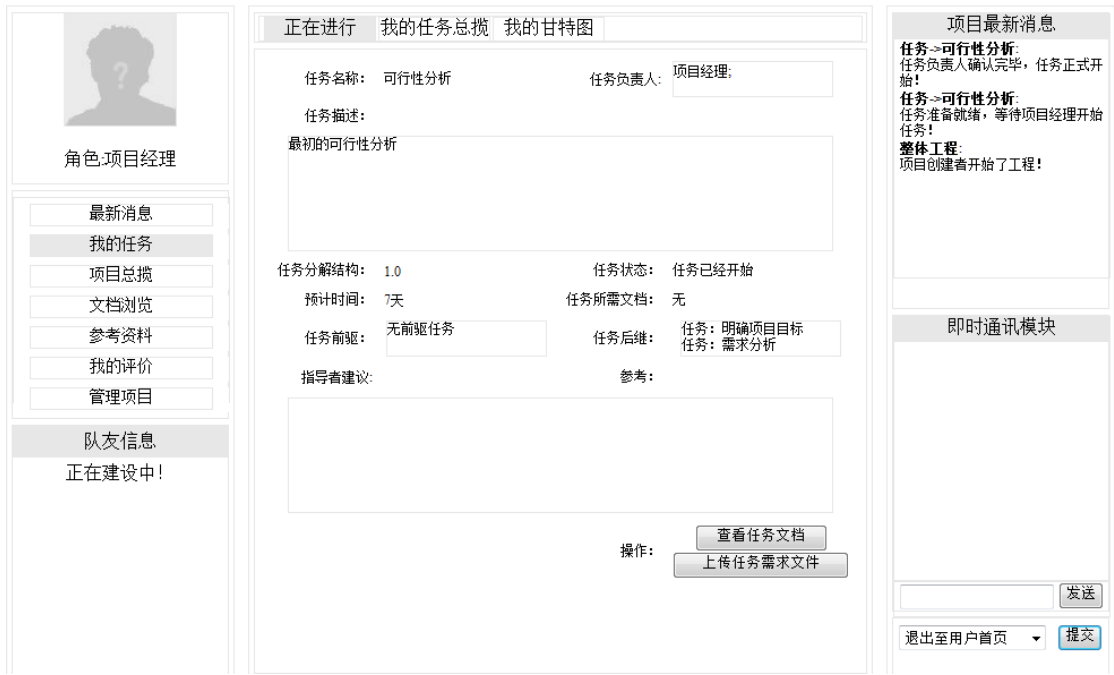 角色:项目经理
最新消息
我的任务
项目总揽
文档浏览
参考资料
我的评价
管理项目
队友信息
正在建设中!
正在进行 我的任务总揽 我的甘特图
任务名称: 可行性分析 任务负责人: 项目经理;
任务描述:
最初的可行性分析
任务分解结构: 1.0 任务状态: 任务已经开始
预计时间: 7天 任务所需文档: 无
任务前驱: 无前驱任务 任务后维: 任务: 明确项目目标
任务: 需求分析
指导者建议: 参考:
操作: 查看任务文档
上传任务需求文件
项目最新消息
任务->可行性分析:
任务负责人确认完毕，任务正式开
始!
任务->可行性分析:
任务准备就绪，等待项目经理开始
任务!
整体工程:
项目创建者开始了工程!
即时通讯模块
发送
退出至用户首页 提交